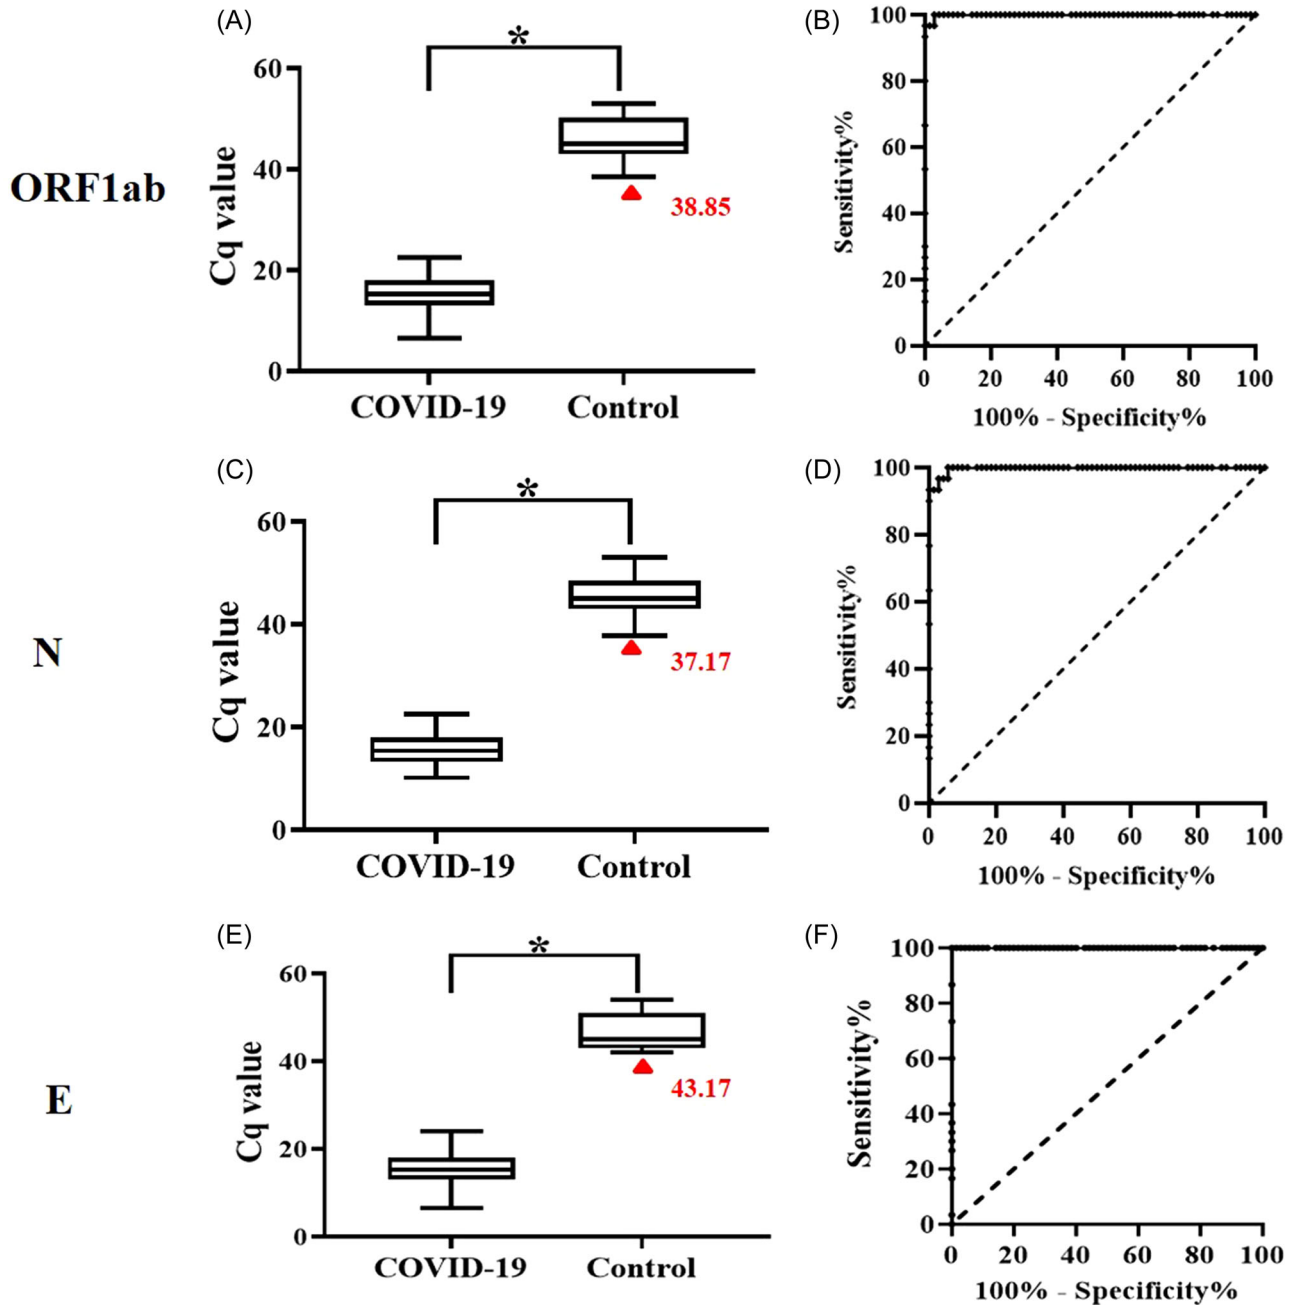 (A)
*
60
40
20
0
Cq value
ORF1ab
38.85
COVID-19
Control
(B)
100
80
60
40
20
0
Sensitivity%
0 20 40 60 80 100
100% - Specificity%
(C)
*
60
40
20
0
Cq value
N
37.17
COVID-19
Control
(D)
100
80
60
40
20
0
Sensitivity%
0 20 40 60 80 100
100% - Specificity%
(E)
*
60
40
20
0
Cq value
E
43.17
COVID-19
Control
(F)
100
80
60
40
20
0
Sensitivity%
0 20 40 60 80 100
100% - Specificity%